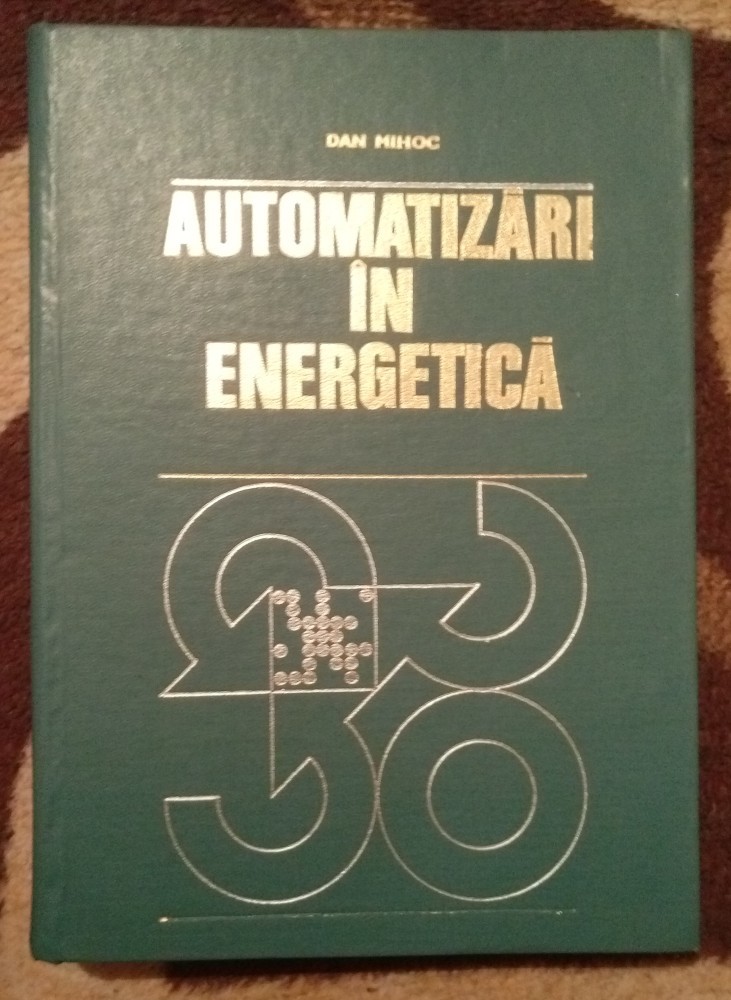 DAN MIHOC
AUTOMATIZĂRI
ÎN
ENERGETICĂ